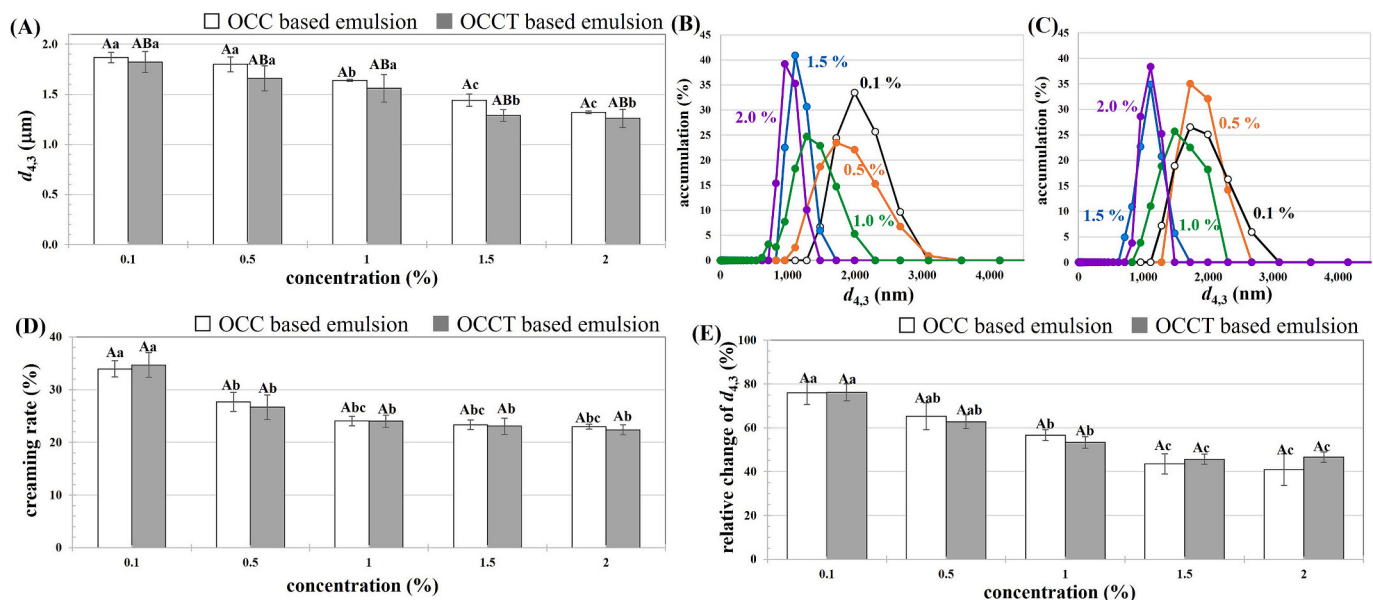 (A)
OCC based emulsion OCCT based emulsion
2.0
1.5
1.0
0.5
0.0
d4,3 (μm)
Aa ABa Aa ABa Ab ABa Ac ABb Ac ABb
0.1 0.5 1 1.5 2
concentration (%)
(B)
45
40
35
30
25
20
15
10
5
0
accumulation (%)
1.5 %
0.1 %
2.0 %
0.5 %
1.0 %
0 1,000 2,000 3,000 4,000
d4,3 (nm)
(C)
45
40
35
30
25
20
15
10
5
0
accumulation (%)
2.0 %
0.5 %
1.5 %
1.0 %
0.1 %
0 1,000 2,000 3,000 4,000
d4,3 (nm)
(D)
OCC based emulsion OCCT based emulsion
40
30
20
10
0
creaming rate (%)
Aa Aa Ab Ab Abc Ab Abc Ab Abc Ab
0.1 0.5 1 1.5 2
concentration (%)
(E)
OCC based emulsion OCCT based emulsion
100
80
60
40
20
0
relative change of d4,3 (%)
Aa Aa Aab Aab Ab Ab Ac Ac Ac Ac
0.1 0.5 1 1.5 2
concentration (%)